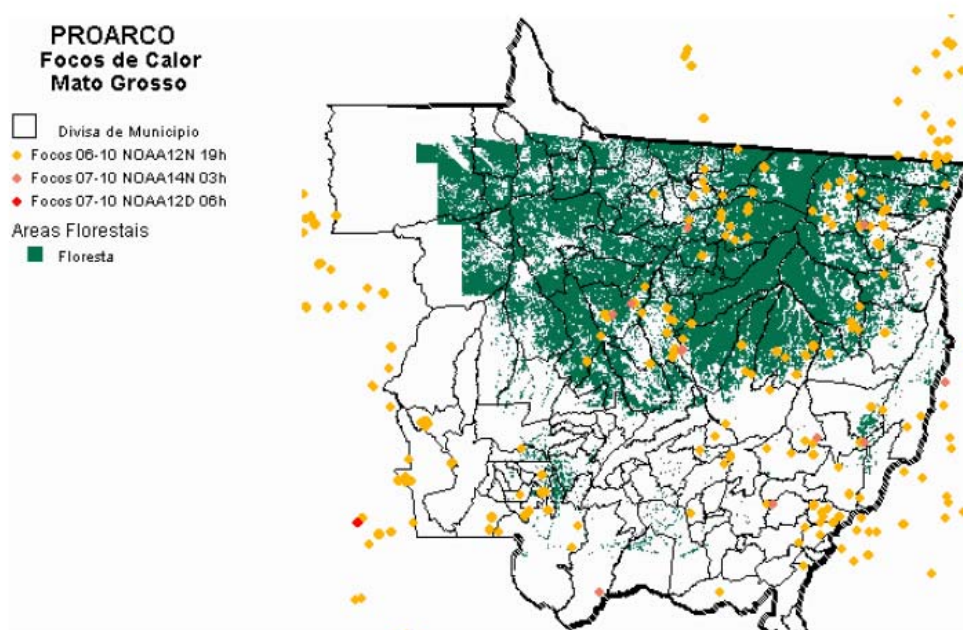 PROARCO
Focos de Calor
Mato Grosso
Divisa de Municipio
Focos 06-10 NOAA12N 19h
Focos 07-10 NOAA14N 03h
Focos 07-10 NOAA12D 06h
Areas Florestais
Floresta